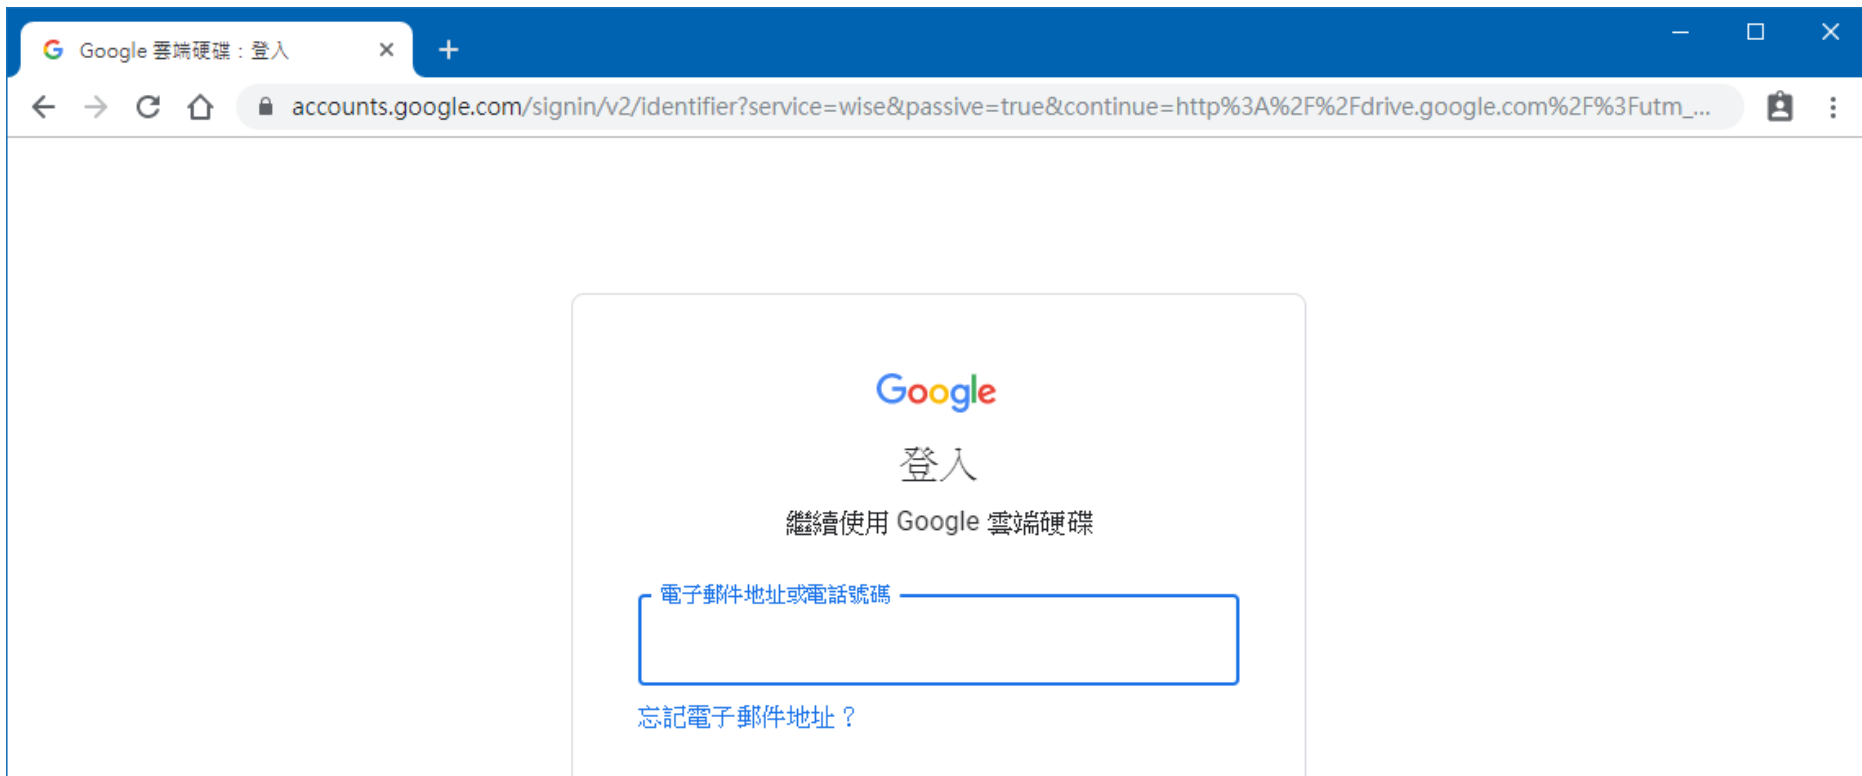 Google 雲端硬碟：登入
accounts.google.com/signin/v2/identifier?service=wise&passive=true&continue=http%3A%2F%2Fdrive.google.com%2F%3Futm_...
Google
登入
繼續使用 Google 雲端硬碟
電子郵件地址或電話號碼
忘記電子郵件地址？